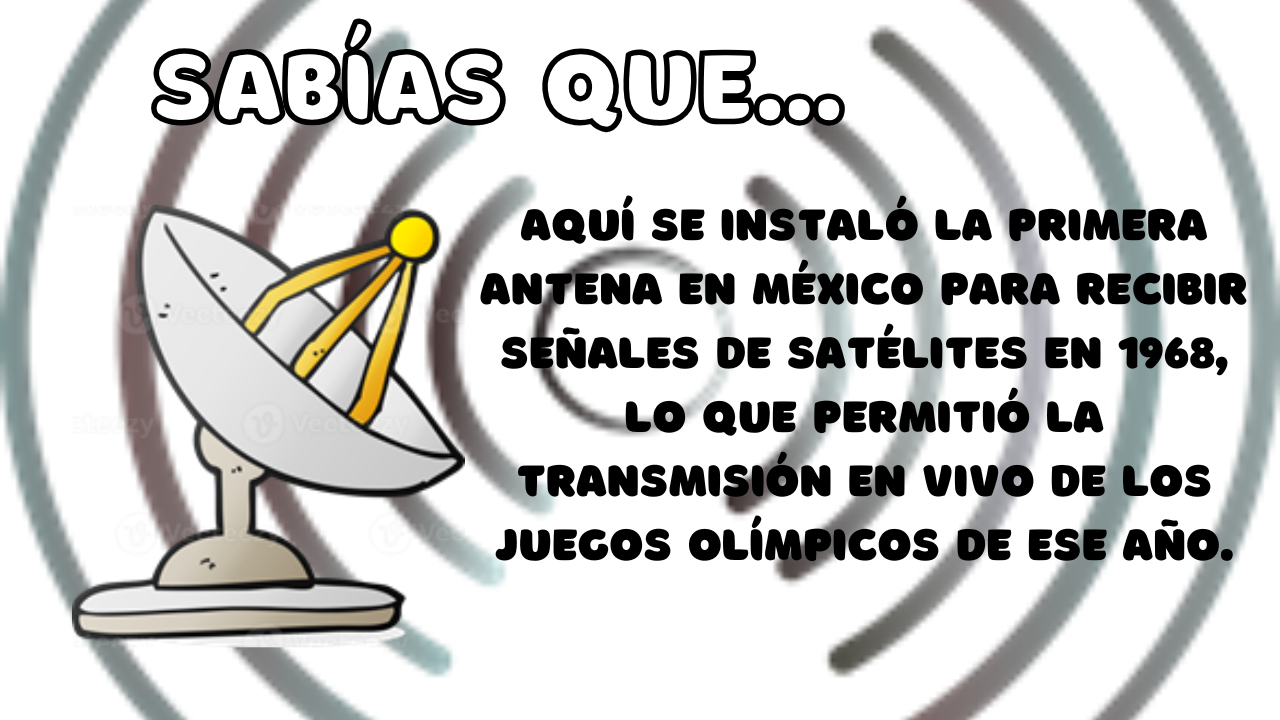 SABÍAS QUE...
AQUÍ SE INSTALÓ LA PRIMERA
ANTENA EN MÉXICO PARA RECIBIR
SEÑALES DE SATÉLITES EN 1968,
LO QUE PERMITIÓ LA
TRANSMISIÓN EN VIVO DE LOS
JUEGOS OLÍMPICOS DE ESE AÑO.